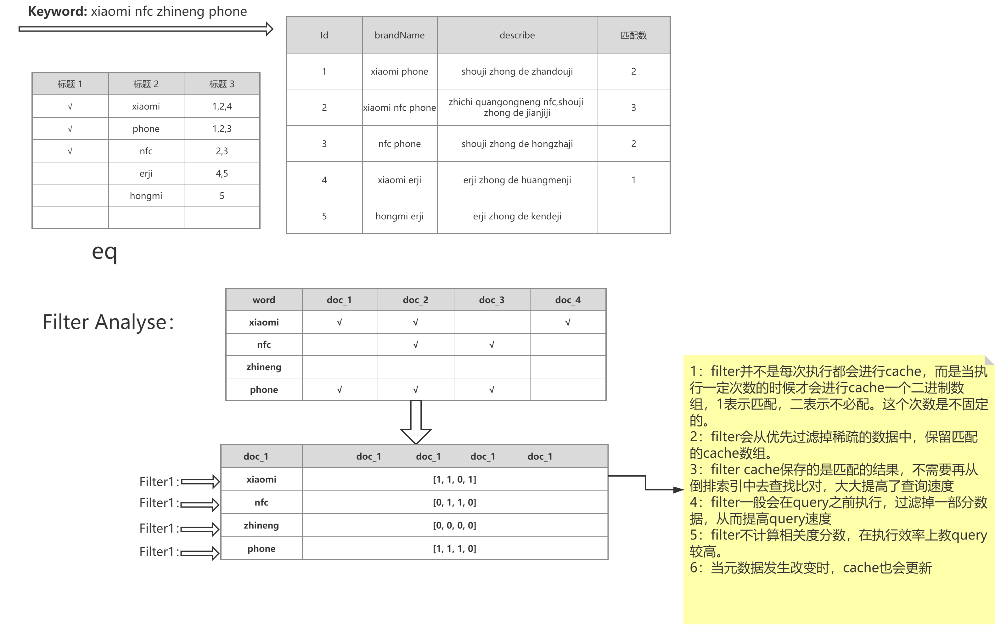 Keyword: xiaomi nfc zhineng phone
Id brandName describe 匹配数
1 xiaomi phone shouji zhong de zhandouji 2
2 xiaomi nfc phone zhichi quangongneng nfc,shouji
zhong de jianjiji 3
3 nfc phone shouji zhong de hongzhaji 2
4 xiaomi erji erji zhong de huangmenji 1
5 hongmi erji erji zhong de kendeji
标题 1 标题 2 标题 3
√ xiaomi 1,2,4
√ phone 1,2,3
√ nfc 2,3
erji 4,5
hongmi 5
eq
Filter Analyse：
word doc_1 doc_2 doc_3 doc_4
xiaomi √ √ √
nfc √ √
zhineng
phone √ √ √
doc_1 doc_1 doc_1 doc_1 doc_1
Filter1： xiaomi [1, 1, 0, 1]
Filter1： nfc [0, 1, 1, 0]
Filter1： zhineng [0, 0, 0, 0]
Filter1： phone [1, 1, 1, 0]
1：filter并不是每次执行都会进行cache，而是当执
行一定次数的时候才会进行cache一个二进制数
组，1表示匹配，二表示不必配。这个次数是不固定
的。
2：filter会从优先过滤掉稀疏的数据中，保留匹配
的cache数组。
3：filter cache保存的是匹配的结果，不需要再从
倒排索引中去查找比对，大大提高了查询速度
4：filter一般会在query之前执行，过滤掉一部分数
据，从而提高query速度
5：filter不计算相关度分数，在执行效率上教query
较高。
6：当元数据发生改变时，cache也会更新